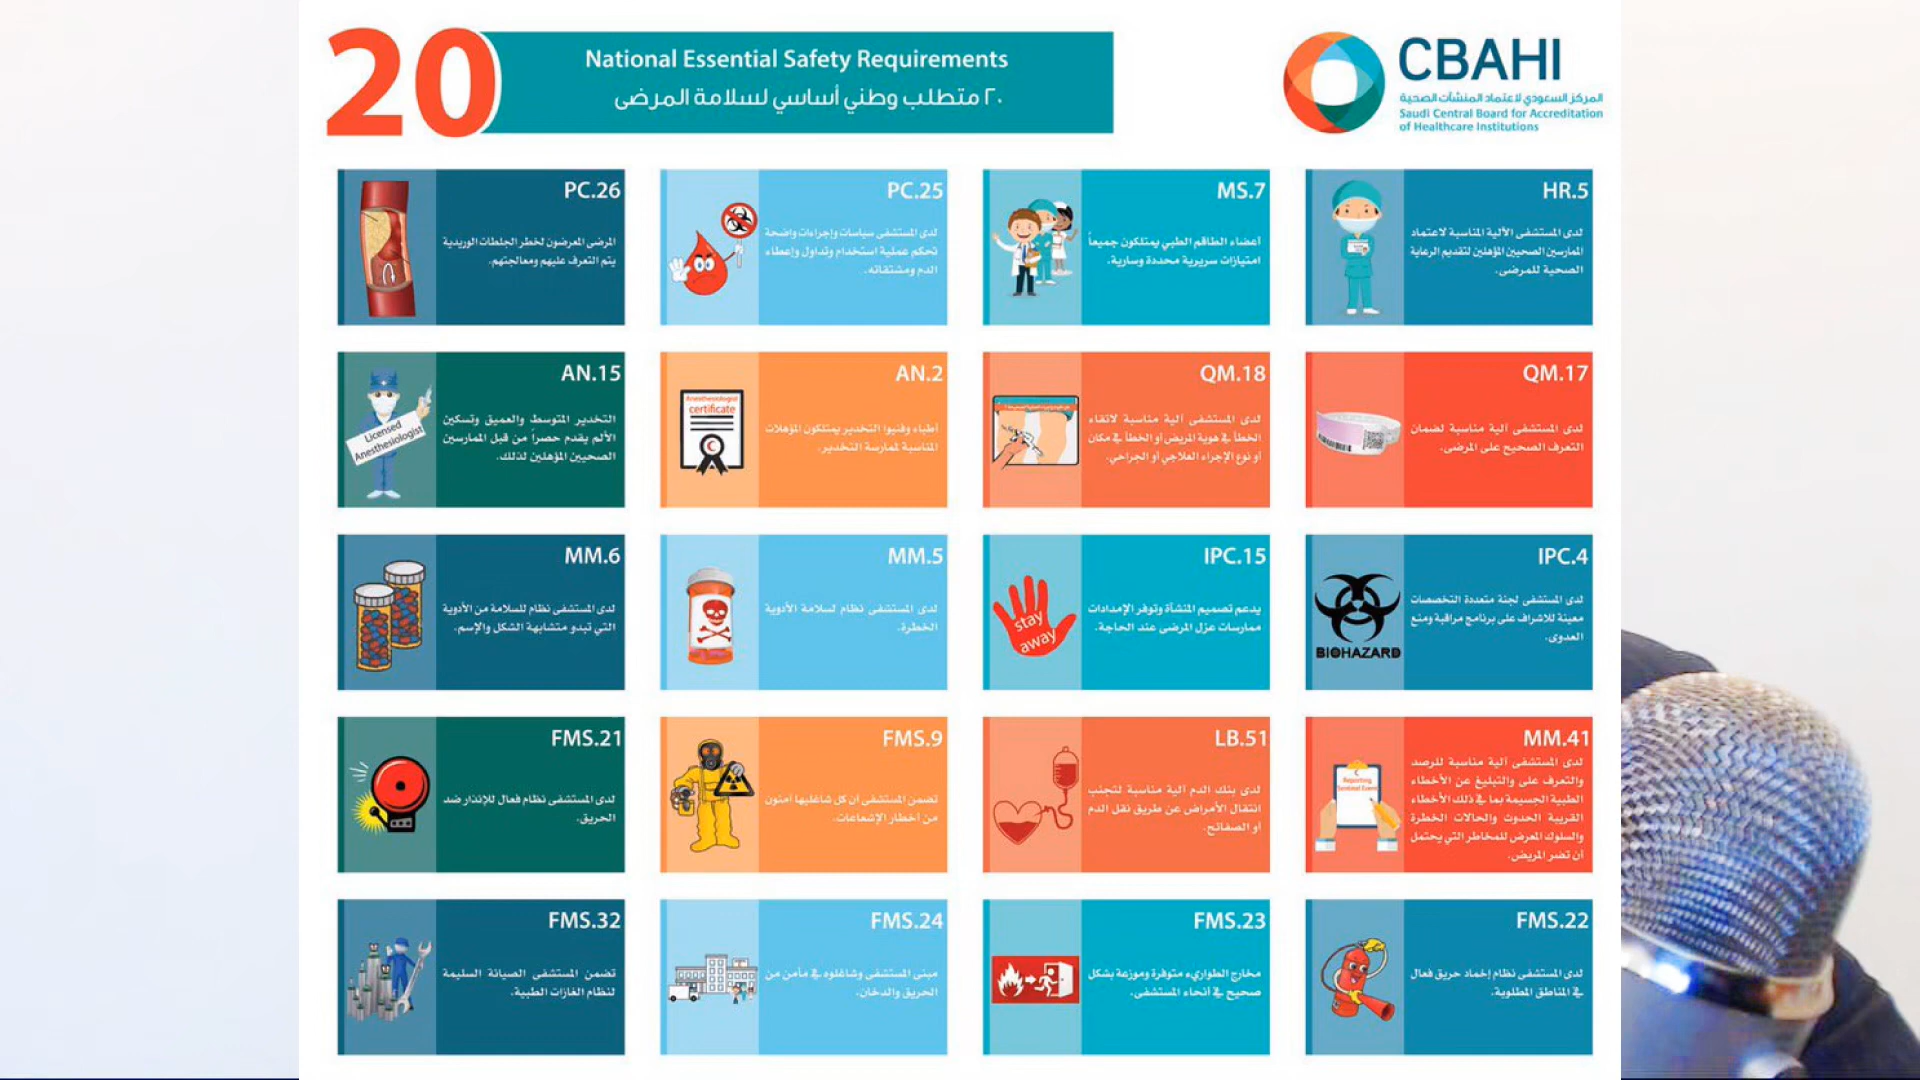 20
National Essential Safety Requirements
٢٠ متطلب وطني أساسي لسلامة المرضى
CBAHI
المركز السعودي لاعتماد المنشآت الصحية
Saudi Central Board for Accreditation
of Healthcare Institutions
HR.5
لدى المستشفى الآلية المناسبة لاعتماد
الممارسين الصحيين المؤهلين لتقديم الرعاية
الصحية للمرضى.
MS.7
أعضاء الطاقم الطبي يمتلكون جميعاً
امتيازات سريرية محددة وسارية.
PC.25
لدى المستشفى سياسات وإجراءات واضحة
تحكم عملية استخدام وتداول وإعطاء
الدم ومشتقاته.
PC.26
المرضى المعرضون لخطر الجلطات الوريدية
يتم التعرف عليهم ومعالجتهم.
QM.17
لدى المستشفى آلية مناسبة لضمان
التعرف الصحيح على المرضى.
QM.18
لدى المستشفى آلية مناسبة لاتقاء
الخطأ في هوية المريض أو الخطأ في مكان
أو نوع الإجراء العلاجي أو الجراحي.
AN.2
Anesthesiologist
certificate
أطباء وفنيوا التخدير يمتلكون المؤهلات
المناسبة لممارسة التخدير.
AN.15
Licensed
Anesthesiologist
التخدير المتوسط والعميق وتسكين
الألم يقدم حصراً من قبل الممارسين
الصحيين المؤهلين لذلك.
IPC.4
BIOHAZARD
لدى المستشفى لجنة متعددة التخصصات
معينة للاشراف على برنامج مراقبة ومنع
العدوى.
IPC.15
stay
away
يدعم تصميم المنشأة وتوفر الإمدادات
ممارسات عزل المرضى عند الحاجة.
MM.5
لدى المستشفى نظام لسلامة الأدوية
الخطرة.
MM.6
لدى المستشفى نظام للسلامة من الأدوية
التي تبدو متشابهة الشكل والإسم.
MM.41
Reporting
Sentinel Event
لدى المستشفى آلية مناسبة للرصد
والتعرف على والتبليغ عن الأخطاء
الطبية الجسيمة بما في ذلك الأخطاء
القريبة الحدوث والحالات الخطرة
والسلوك المعرض للمخاطر التي يحتمل
أن تضر المريض.
LB.51
لدى بنك الدم آلية مناسبة لتجنب
انتقال الأمراض عن طريق نقل الدم
أو الصفائح.
FMS.9
تضمن المستشفى أن كل شاغليها آمنون
من أخطار الإشعاعات.
FMS.21
لدى المستشفى نظام فعال للإنذار ضد
الحريق.
FMS.22
لدى المستشفى نظام إخماد حريق فعال
في المناطق المطلوبة.
FMS.23
مخارج الطواريء متوفرة وموزعة بشكل
صحيح في أنحاء المستشفى.
FMS.24
مبنى المستشفى وشاغلوه في مأمن من
الحريق والدخان.
FMS.32
تضمن المستشفى الصيانة السليمة
لنظام الغازات الطبية.